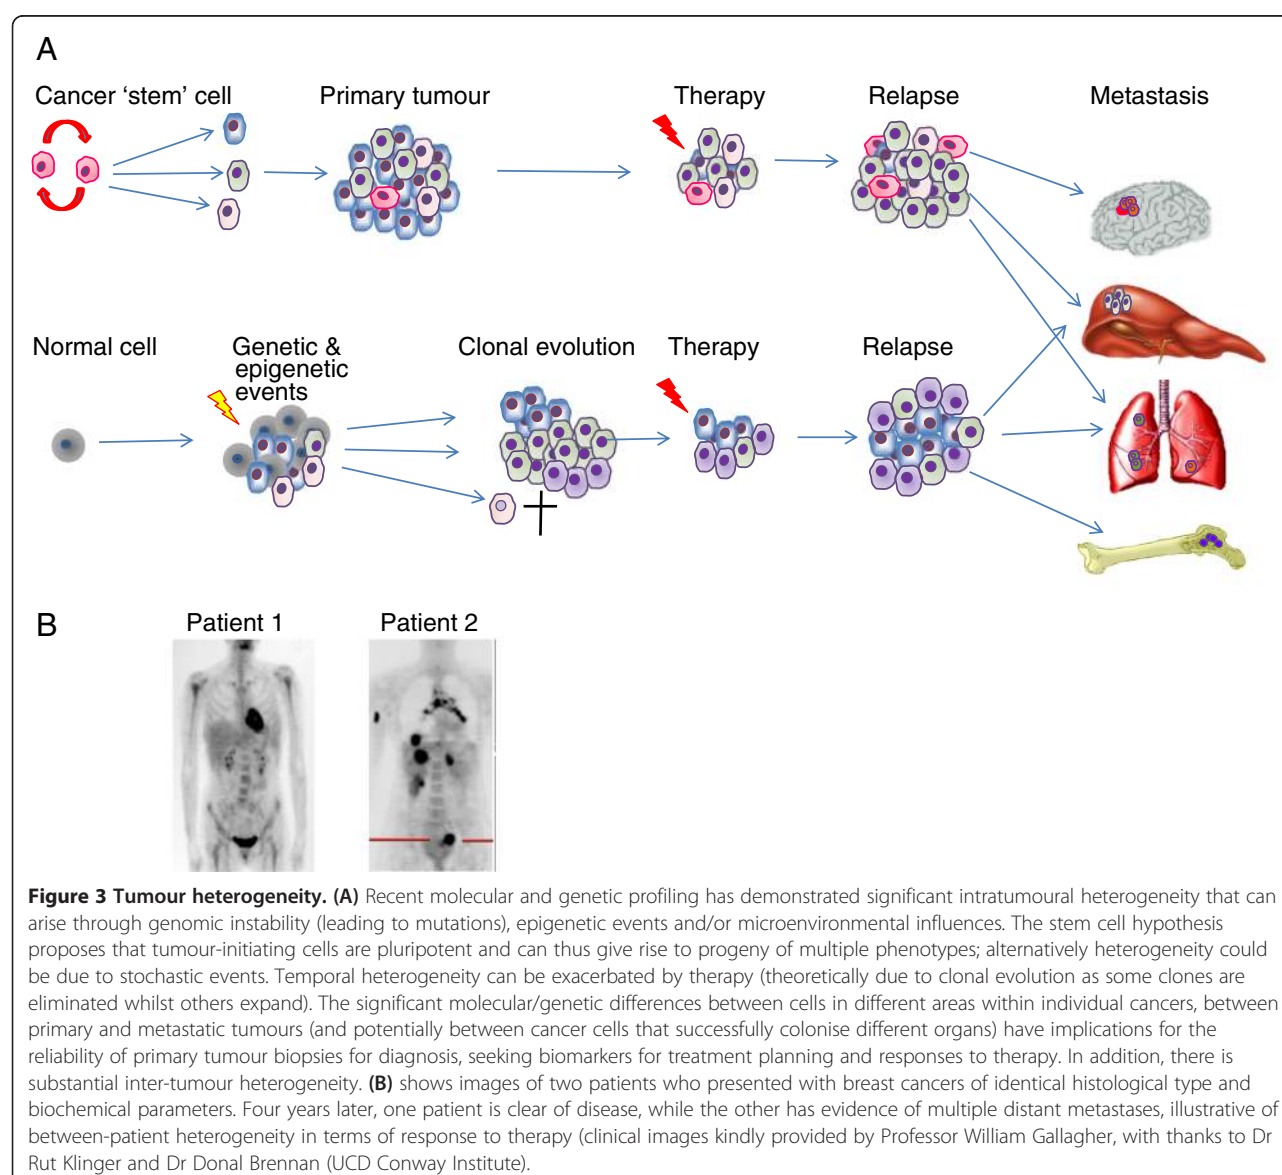 A
Cancer ‘stem’ cell
Primary tumour
Therapy
Relapse
Metastasis
Normal cell
Genetic &
epigenetic
events
Clonal evolution
Therapy
Relapse
B
Patient 1
Patient 2
Figure 3 Tumour heterogeneity. (A) Recent molecular and genetic profiling has demonstrated significant intratumoural heterogeneity that can
arise through genomic instability (leading to mutations), epigenetic events and/or microenvironmental influences. The stem cell hypothesis
proposes that tumour-initiating cells are pluripotent and can thus give rise to progeny of multiple phenotypes; alternatively heterogeneity could
be due to stochastic events. Temporal heterogeneity can be exacerbated by therapy (theoretically due to clonal evolution as some clones are
eliminated whilst others expand). The significant molecular/genetic differences between cells in different areas within individual cancers, between
primary and metastatic tumours (and potentially between cancer cells that successfully colonise different organs) have implications for the
reliability of primary tumour biopsies for diagnosis, seeking biomarkers for treatment planning and responses to therapy. In addition, there is
substantial inter-tumour heterogeneity. (B) shows images of two patients who presented with breast cancers of identical histological type and
biochemical parameters. Four years later, one patient is clear of disease, while the other has evidence of multiple distant metastases, illustrative of
between-patient heterogeneity in terms of response to therapy (clinical images kindly provided by Professor William Gallagher, with thanks to Dr
Rut Klinger and Dr Donal Brennan (UCD Conway Institute).